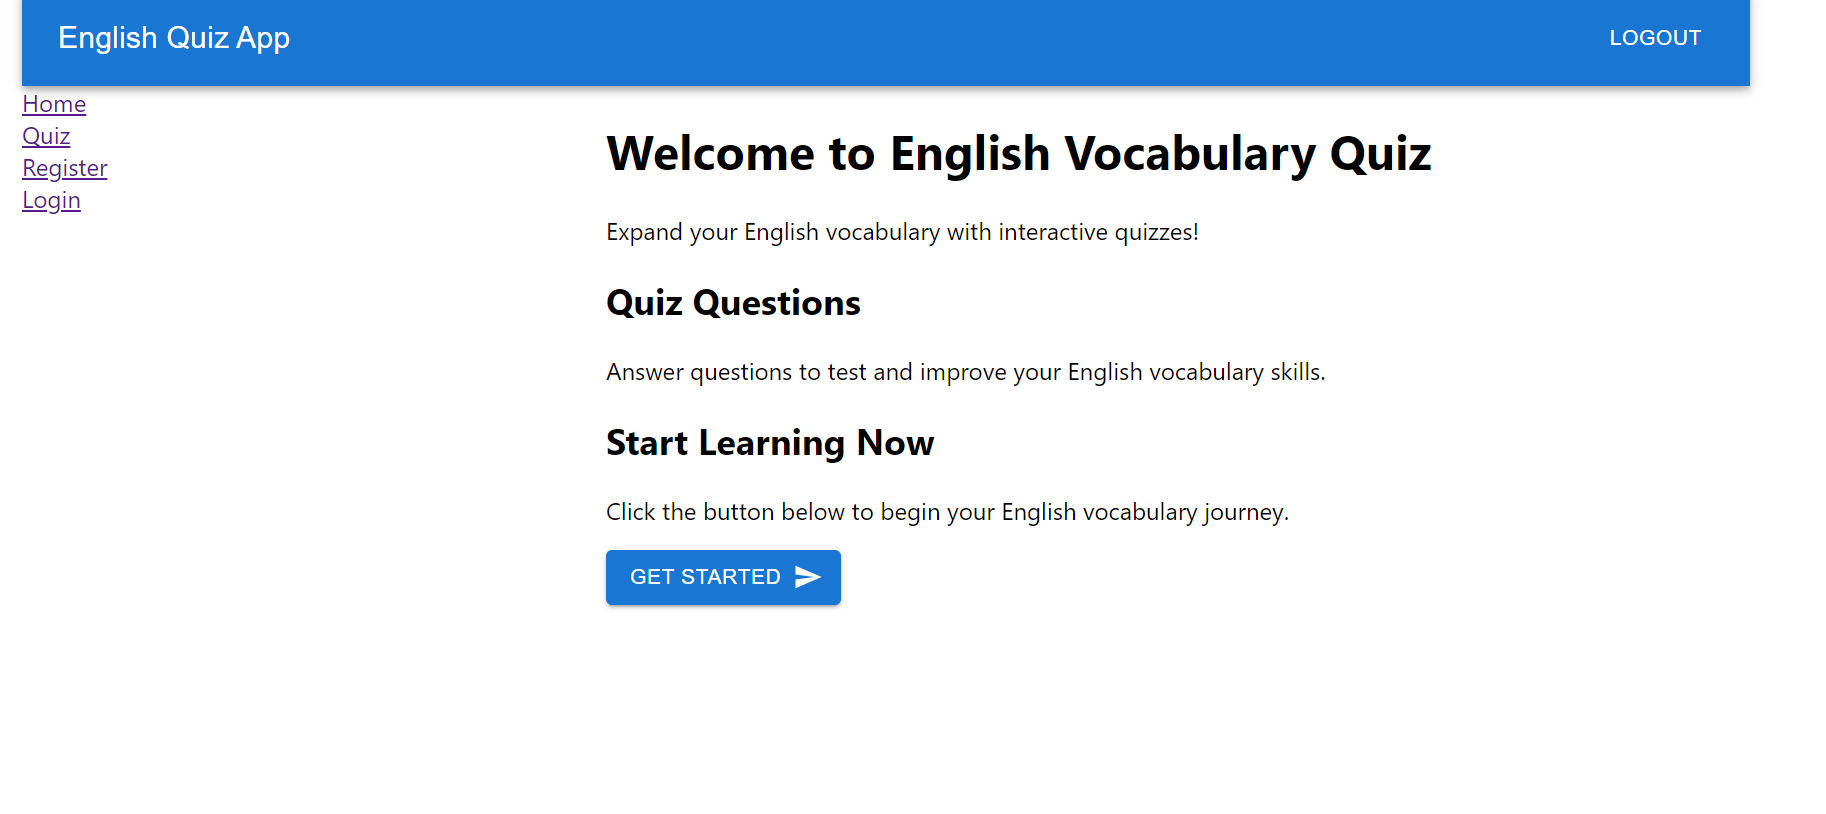 English Quiz App
LOGOUT
Home
Quiz
Register
Login
Welcome to English Vocabulary Quiz
Expand your English vocabulary with interactive quizzes!
Quiz Questions
Answer questions to test and improve your English vocabulary skills.
Start Learning Now
Click the button below to begin your English vocabulary journey.
GET STARTED